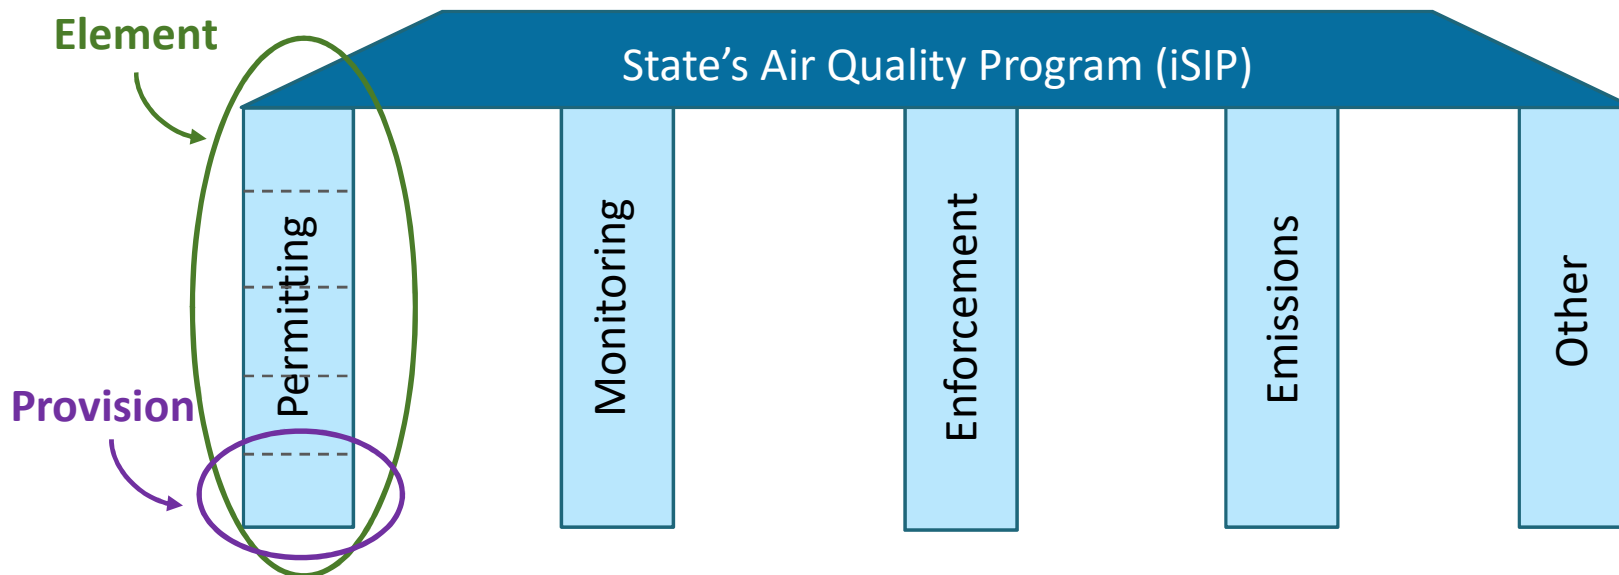 Element
State’s Air Quality Program (iSIP)
Permitting
Monitoring
Enforcement
Emissions
Other
Provision